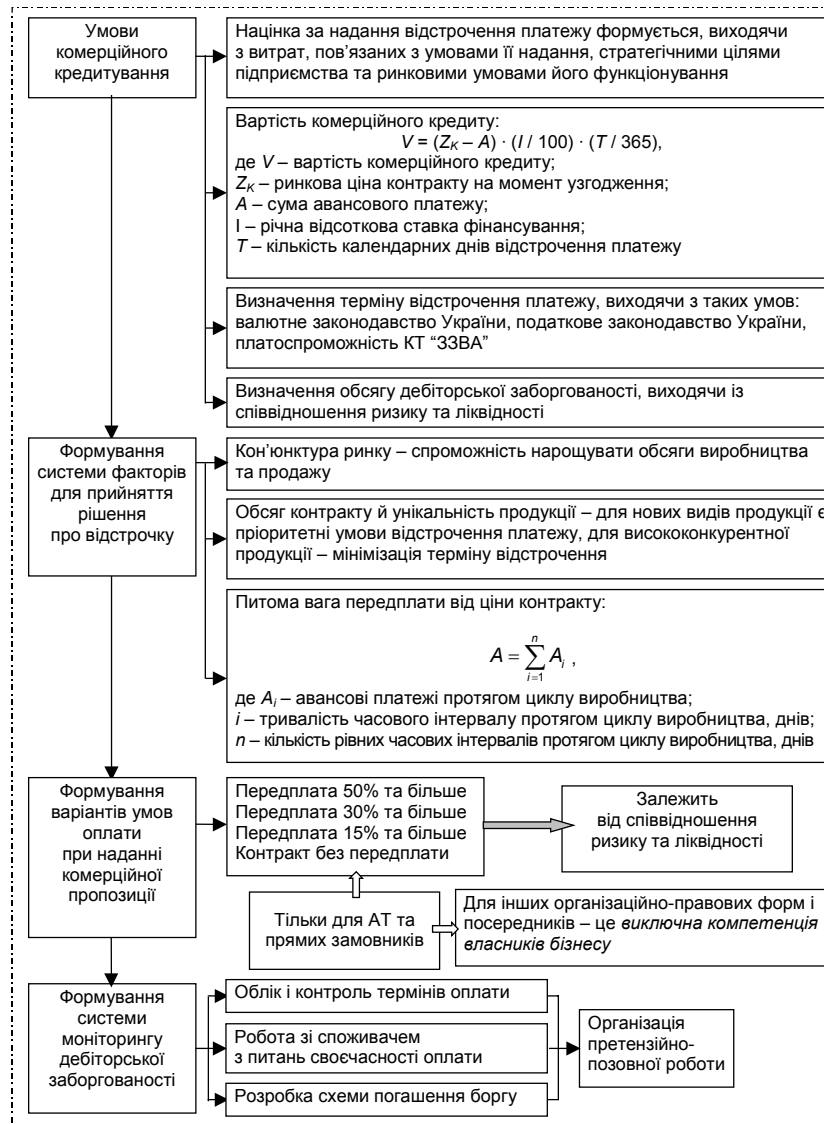 Умови
комерційного
кредитування
Націнка за надання відстрочення платежу формується, виходячи
з витрат, пов’язаних з умовами її надання, стратегічними цілями
підприємства та ринковими умовами його функціонування
Вартість комерційного кредиту:
V = (Z_K – A) · (I / 100) · (T / 365),
де V – вартість комерційного кредиту;
Z_K – ринкова ціна контракту на момент узгодження;
A – сума авансового платежу;
I – річна відсоткова ставка фінансування;
T – кількість календарних днів відстрочення платежу
Визначення терміну відстрочення платежу, виходячи з таких умов:
валютне законодавство України, податкове законодавство України,
платоспроможність КТ “ЗЗВА”
Визначення обсягу дебіторської заборгованості, виходячи із
співвідношення ризику та ліквідності
Формування
системи факторів
для прийняття
рішення
про відстрочку
Кон’юнктура ринку – спроможність нарощувати обсяги виробництва
та продажу
Обсяг контракту й унікальність продукції – для нових видів продукції є
пріоритетні умови відстрочення платежу, для висококонкурентної
продукції – мінімізація терміну відстрочення
Питома вага передплати від ціни контракту:
A = ∑_{i=1}^{n} A_i ,
де A_i – авансові платежі протягом циклу виробництва;
i – тривалість часового інтервалу протягом циклу виробництва, днів;
n – кількість рівних часових інтервалів протягом циклу виробництва, днів
Формування
варіантів умов
оплати
при наданні
комерційної
пропозиції
Передплата 50% та більше
Передплата 30% та більше
Передплата 15% та більше
Контракт без передплати
Залежить
від співвідношення
ризику та ліквідності
Тільки для АТ та
прямих замовників
Для інших організаційно-правових форм і
посередників – це виключна компетенція
власників бізнесу
Формування
системи
моніторингу
дебіторської
заборгованості
Облік і контроль термінів оплати
Робота зі споживачем
з питань своєчасності оплати
Розробка схеми погашення боргу
Організація
претензійно-
позовної роботи